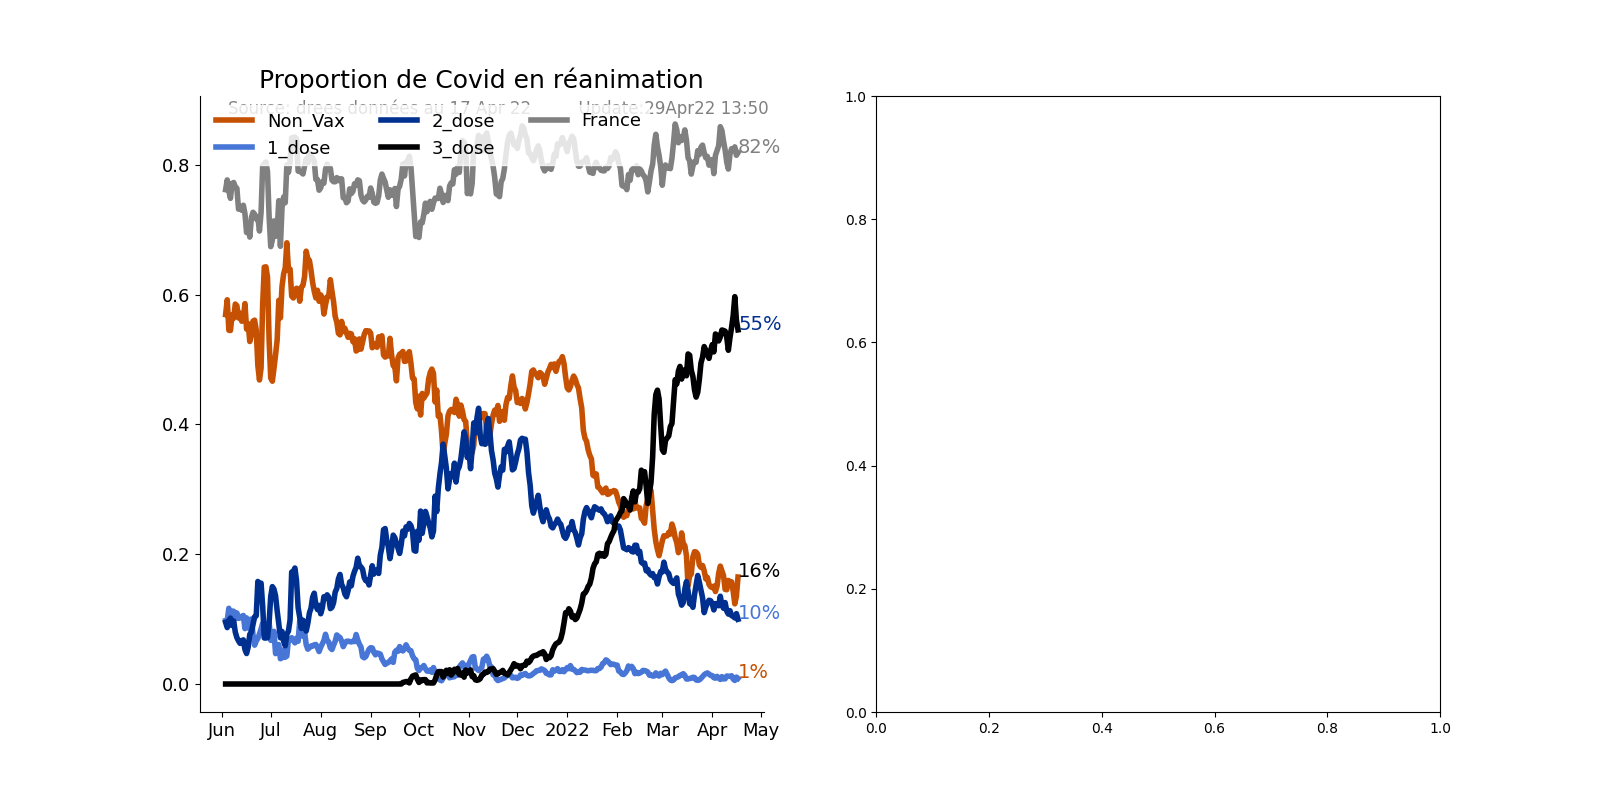 Proportion de Covid en réanimation
Source: drees données au 17 Apr 22 Update:29Apr22 13:50
Non_Vax 2_dose France
1_dose 3_dose
82%
55%
16%
10%
1%
0.8
0.6
0.4
0.2
0.0
Jun Jul Aug Sep Oct Nov Dec 2022 Feb Mar Apr May
1.0
0.8
0.6
0.4
0.2
0.0
0.0 0.2 0.4 0.6 0.8 1.0